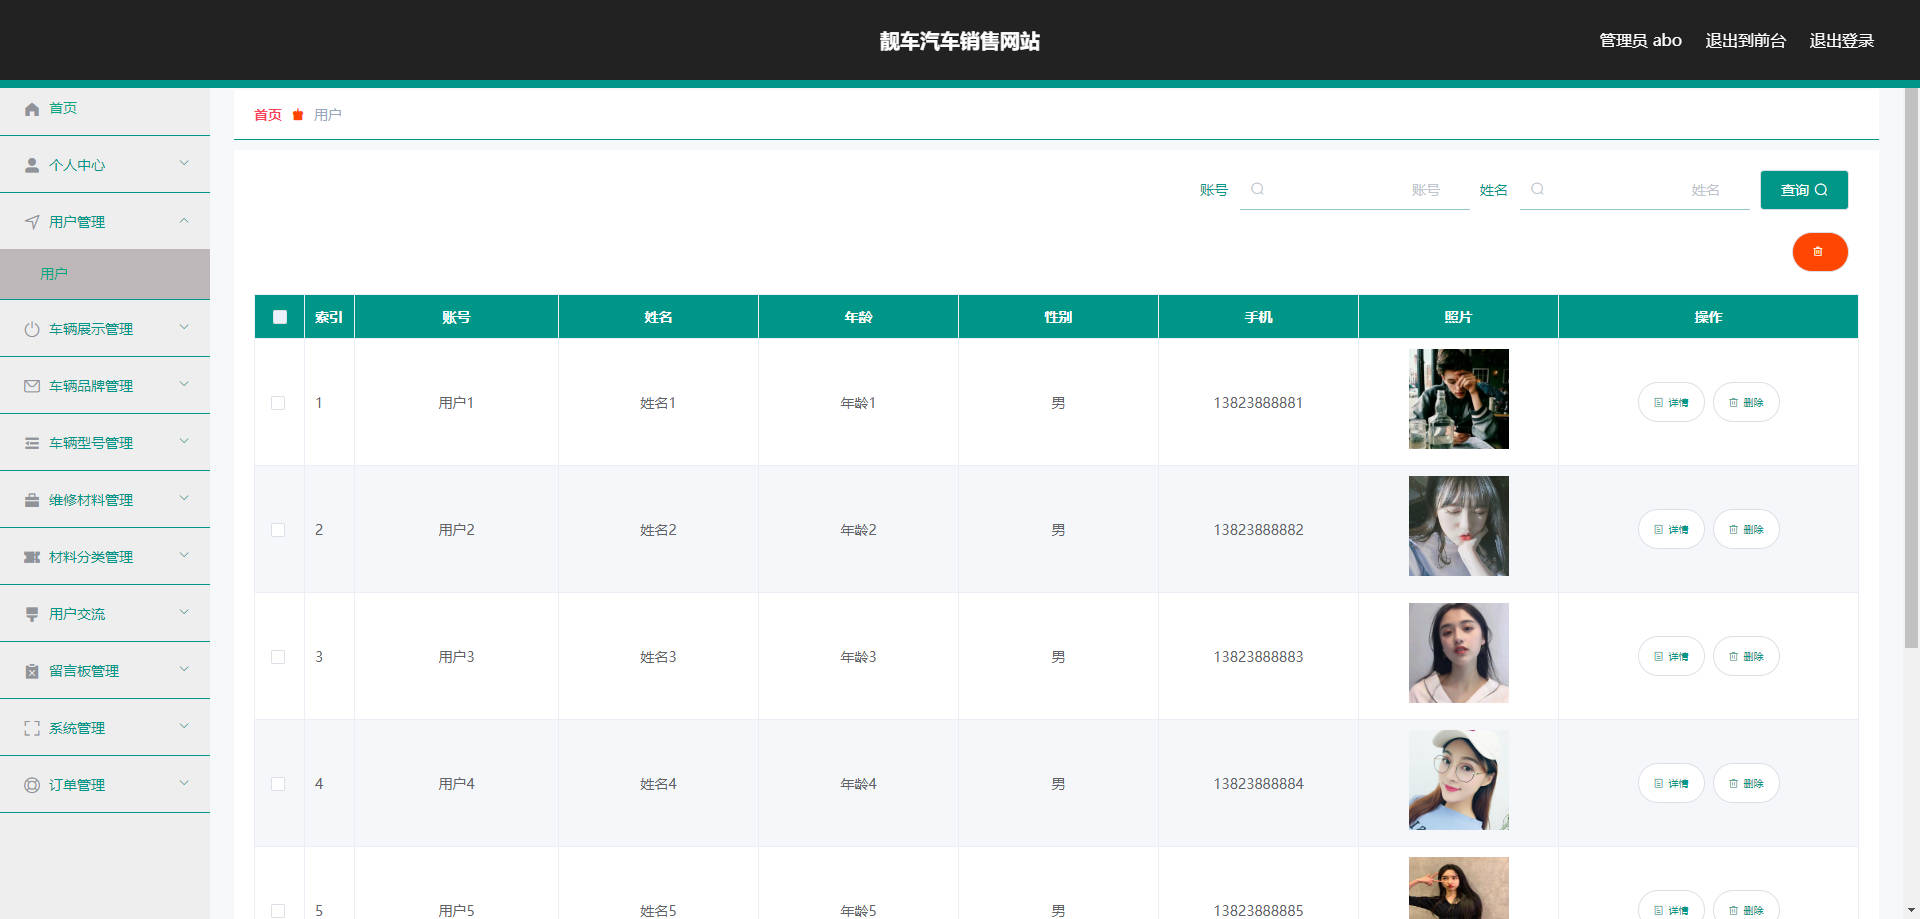 靓车汽车销售网站
管理员 abo 退出到前台 退出登录
首页
个人中心
用户管理
用户
车辆展示管理
车辆品牌管理
车辆型号管理
维修材料管理
材料分类管理
用户交流
留言板管理
系统管理
订单管理
首页 用户
账号 账号 姓名 姓名 查询
索引 账号 姓名 年龄 性别 手机 照片 操作
1 用户1 姓名1 年龄1 男 13823888881 详情 删除
2 用户2 姓名2 年龄2 男 13823888882 详情 删除
3 用户3 姓名3 年龄3 男 13823888883 详情 删除
4 用户4 姓名4 年龄4 男 13823888884 详情 删除
5 用户5 姓名5 年龄5 男 13823888885 详情 删除